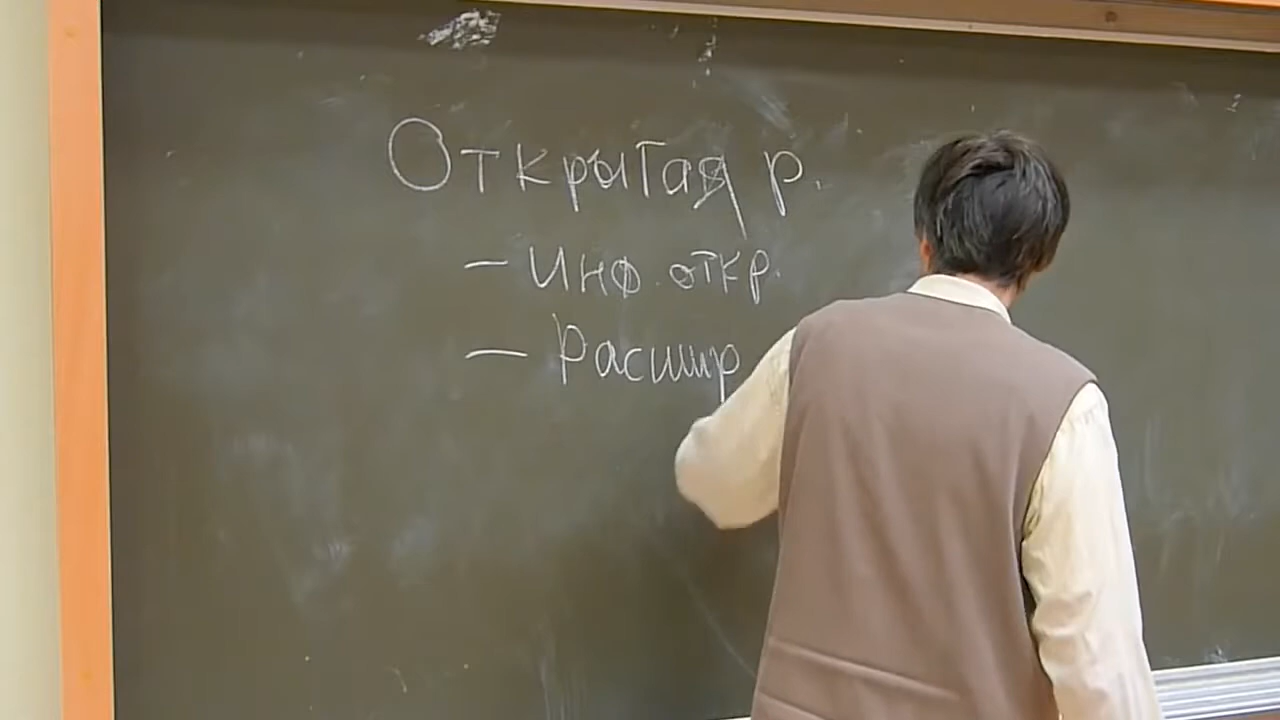 Открытая р.
- Инф. откр.
- Расшир